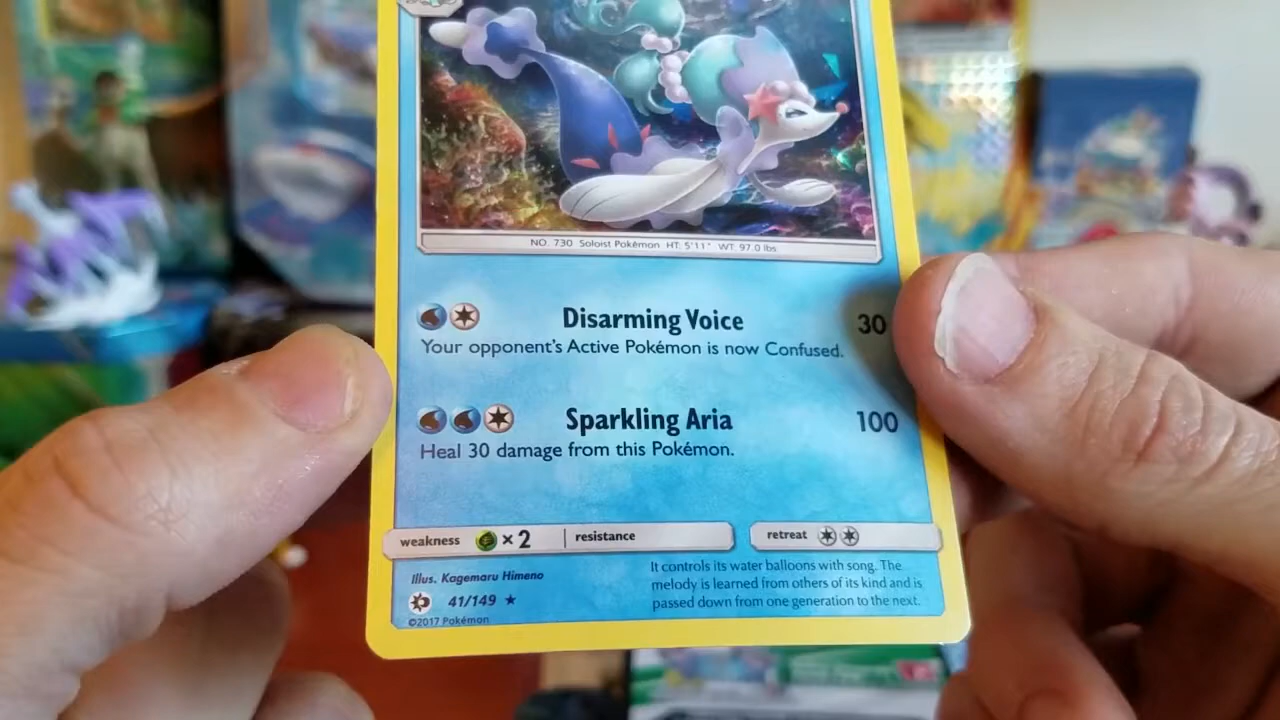 NO. 730 Soloist Pokémon HT: 5'11" WT: 97.0 lbs
Disarming Voice 30
Your opponent's Active Pokémon is now Confused.
Sparkling Aria 100
Heal 30 damage from this Pokémon.
weakness × 2 resistance retreat
Illus. Kagemaru Himeno
41/149 ★
©2017 Pokémon
It controls its water balloons with song. The
melody is learned from others of its kind and is
passed down from one generation to the next.